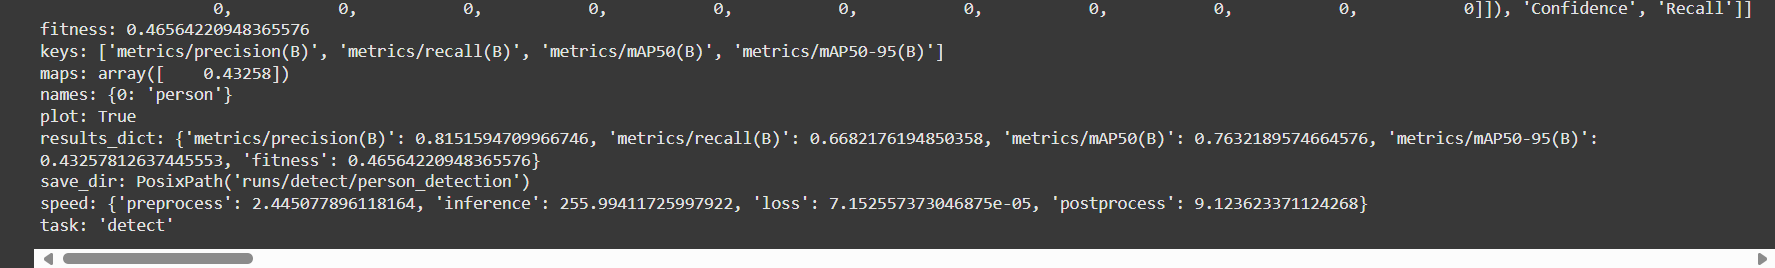 0, 0, 0, 0, 0, 0, 0, 0, 0, 0, 0]]), 'Confidence', 'Recall']]
fitness: 0.46564220948365576
keys: ['metrics/precision(B)', 'metrics/recall(B)', 'metrics/mAP50(B)', 'metrics/mAP50-95(B)']
maps: array([    0.43258])
names: {0: 'person'}
plot: True
results_dict: {'metrics/precision(B)': 0.8151594709966746, 'metrics/recall(B)': 0.6682176194850358, 'metrics/mAP50(B)': 0.7632189574664576, 'metrics/mAP50-95(B)':
0.43257812637445553, 'fitness': 0.46564220948365576}
save_dir: PosixPath('runs/detect/person_detection')
speed: {'preprocess': 2.445077896118164, 'inference': 255.99411725997922, 'loss': 7.152557373046875e-05, 'postprocess': 9.123623371124268}
task: 'detect'